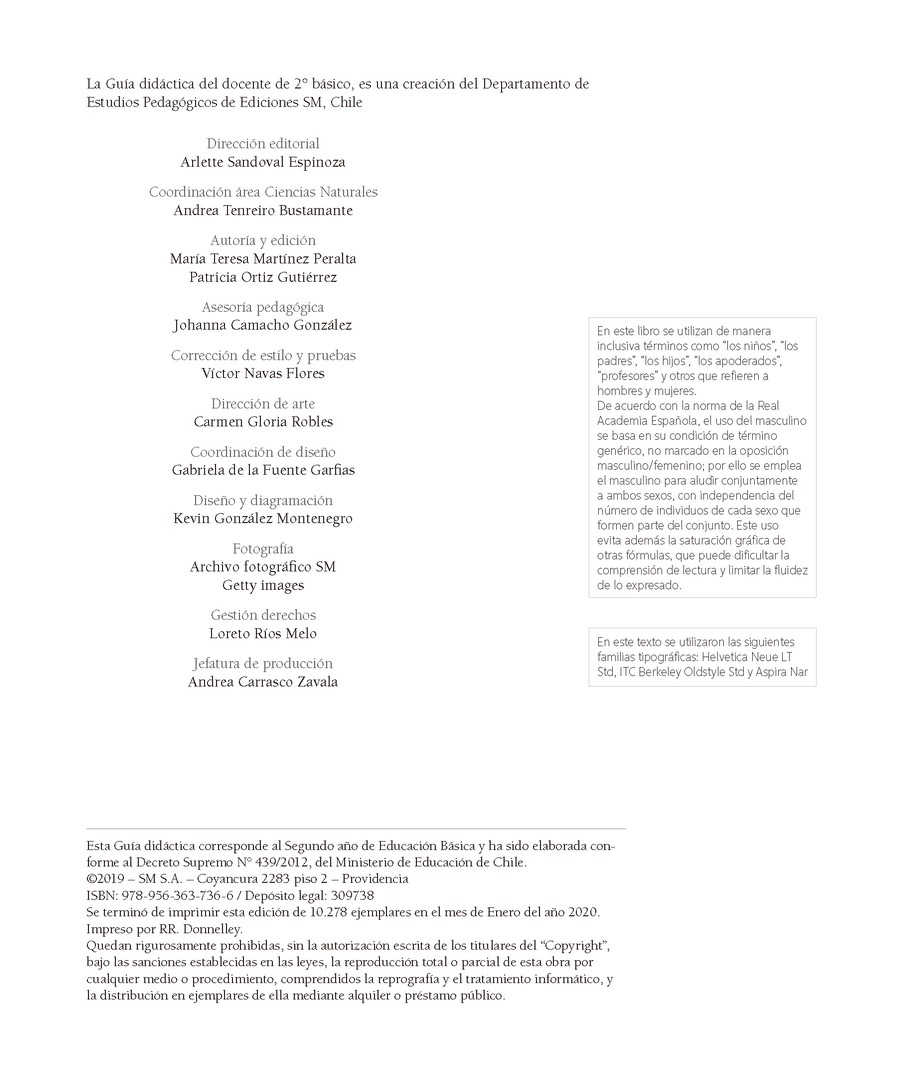 La Guía didáctica del docente de 2° básico, es una creación del Departamento de
Estudios Pedagógicos de Ediciones SM, Chile
Dirección editorial
Arlette Sandoval Espinoza
Coordinación área Ciencias Naturales
Andrea Tenreiro Bustamante
Autoría y edición
María Teresa Martínez Peralta
Patricia Ortiz Gutiérrez
Asesoría pedagógica
Johanna Camacho González
Corrección de estilo y pruebas
Víctor Navas Flores
Dirección de arte
Carmen Gloria Robles
Coordinación de diseño
Gabriela de la Fuente Garfias
Diseño y diagramación
Kevin González Montenegro
Fotografía
Archivo fotográfico SM
Getty images
Gestión derechos
Loreto Ríos Melo
Jefatura de producción
Andrea Carrasco Zavala
En este libro se utilizan de manera
inclusiva términos como “los niños”, “los
padres”, “los hijos”, “los apoderados”,
“profesores” y otros que refieren a
hombres y mujeres.
De acuerdo con la norma de la Real
Academia Española, el uso del masculino
se basa en su condición de término
genérico, no marcado en la oposición
masculino/femenino; por ello se emplea
el masculino para aludir conjuntamente
a ambos sexos, con independencia del
número de individuos de cada sexo que
formen parte del conjunto. Este uso
evita además la saturación gráfica de
otras fórmulas, que puede dificultar la
comprensión de lectura y limitar la fluidez
de lo expresado.
En este texto se utilizaron las siguientes
familias tipográficas: Helvetica Neue LT
Std, ITC Berkeley Oldstyle Std y Aspira Nar
Esta Guía didáctica corresponde al Segundo año de Educación Básica y ha sido elaborada con-
forme al Decreto Supremo N° 439/2012, del Ministerio de Educación de Chile.
©2019 – SM S.A. – Coyancura 2283 piso 2 – Providencia
ISBN: 978-956-363-736-6 / Depósito legal: 309738
Se terminó de imprimir esta edición de 10.278 ejemplares en el mes de Enero del año 2020.
Impreso por RR. Donnelley.
Quedan rigurosamente prohibidas, sin la autorización escrita de los titulares del “Copyright”,
bajo las sanciones establecidas en las leyes, la reproducción total o parcial de esta obra por
cualquier medio o procedimiento, comprendidos la reprografía y el tratamiento informático, y
la distribución en ejemplares de ella mediante alquiler o préstamo público.